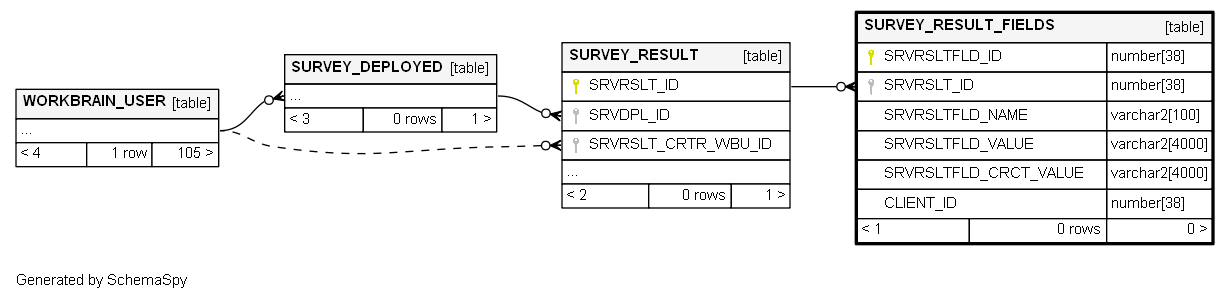 WORKBRAIN_USER [table]
...
< 4 1 row 105 >
SURVEY_DEPLOYED [table]
...
< 3 0 rows 1 >
SURVEY_RESULT [table]
SRVRSLT_ID
SRVDPL_ID
SRVRSLT_CRTR_WBU_ID
...
< 2 0 rows 1 >
SURVEY_RESULT_FIELDS [table]
SRVRSLTFLD_ID number[38]
SRVRSLT_ID number[38]
SRVRSLTFLD_NAME varchar2[100]
SRVRSLTFLD_VALUE varchar2[4000]
SRVRSLTFLD_CRCT_VALUE varchar2[4000]
CLIENT_ID number[38]
< 1 0 rows 0 >
Generated by SchemaSpy